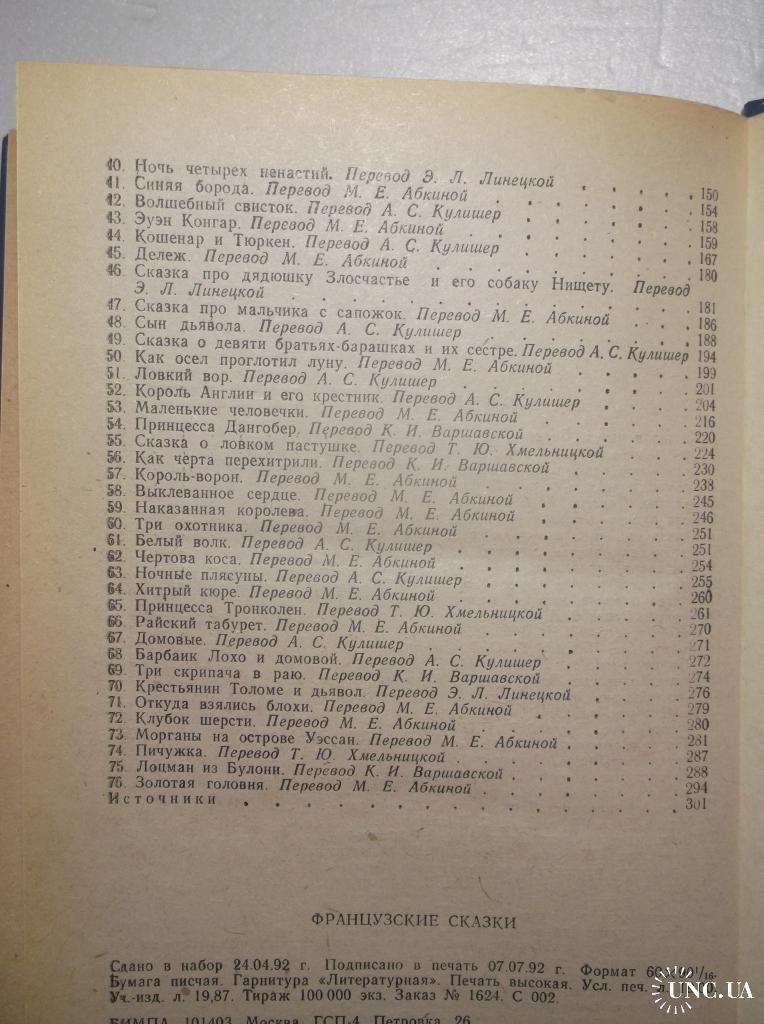 40. Ночь четырех ненастий. Перевод Э. Л. Линецкой . . . . . 150
41. Синяя борода. Перевод М. Е. Абкиной . . . . . 154
42. Волшебный свисток. Перевод А. С. Кулишер . . . . . 158
43. Эуэн Конгар. Перевод М. Е. Абкиной . . . . . 159
44. Кошенар и Тюркен. Перевод А. С. Кулишер . . . . . 167
45. Дележ. Перевод М. Е. Абкиной . . . . . 180
46. Сказка про дядюшку Злосчастье и его собаку Нищету. Перевод
Э. Л. Линецкой . . . . . 181
47. Сказка про мальчика с сапожок. Перевод М. Е. Абкиной . . . 186
48. Сын дьявола. Перевод А. С. Кулишер . . . . . 188
49. Сказка о девяти братьях-барашках и их сестре. Перевод А. С. Кулишер 194
50. Как осел проглотил луну. Перевод М. Е. Абкиной . . . . 199
51. Ловкий вор. Перевод А. С. Кулишер . . . . . 201
52. Король Англии и его крестник. Перевод А. С. Кулишер . . . 204
53. Маленькие человечки. Перевод М. Е. Абкиной . . . . . 216
54. Принцесса Дангобер. Перевод К. И. Варшавской . . . . 220
55. Сказка о ловком пастушке. Перевод Т. Ю. Хмельницкой . . . 224
56. Как черта перехитрили. Перевод К. И. Варшавской . . . . 230
57. Король-ворон. Перевод М. Е. Абкиной . . . . . 238
58. Выклеванное сердце. Перевод М. Е. Абкиной . . . . . 245
59. Наказанная королева. Перевод М. Е. Абкиной . . . . . 246
60. Три охотника. Перевод М. Е. Абкиной . . . . . 251
61. Белый волк. Перевод А. С. Кулишер . . . . . 251
62. Чертова коса. Перевод М. Е. Абкиной . . . . . 254
63. Ночные плясуны. Перевод А. С. Кулишер . . . . . 255
64. Хитрый кюре. Перевод М. Е. Абкиной . . . . . 260
65. Принцесса Тронколен. Перевод Т. Ю. Хмельницкой . . . . 261
66. Райский табурет. Перевод М. Е. Абкиной . . . . . 270
67. Домовые. Перевод А. С. Кулишер . . . . . 271
68 Барбаик Лохо и домовой. Перевод А. С. Кулишер . . . . 272
69. Три скрипача в раю. Перевод К. И. Варшавской . . . . 274
70. Крестьянин Толоме и дьявол. Перевод Э. Л. Линецкой . . . 276
71. Откуда взялись блохи. Перевод М. Е. Абкиной . . . . 279
72. Клубок шерсти. Перевод М. Е. Абкиной . . . . . 280
73. Морганы на острове Уэссан. Перевод М. Е. Абкиной . . . . 281
74. Пичужка. Перевод Т. Ю. Хмельницкой . . . . . 287
75. Лоцман из Булони. Перевод К. И. Варшавской . . . . . 288
76. Золотая головня. Перевод М. Е. Абкиной . . . . . 294
Источники . . . . . 301
ФРАНЦУЗСКИЕ СКАЗКИ
Сдано в набор 24.04.92 г. Подписано в печать 07.07.92 г. Формат
Бумага писчая. Гарнитура «Литературная». Печать высокая. Усл. печ. л.
Уч.-изд. л. 19,87. Тираж 100 000 экз. Заказ № 1624. С 002.
БИМПА, 101403, Москва, ГСП-4, Петровка, 26
UNC.UA